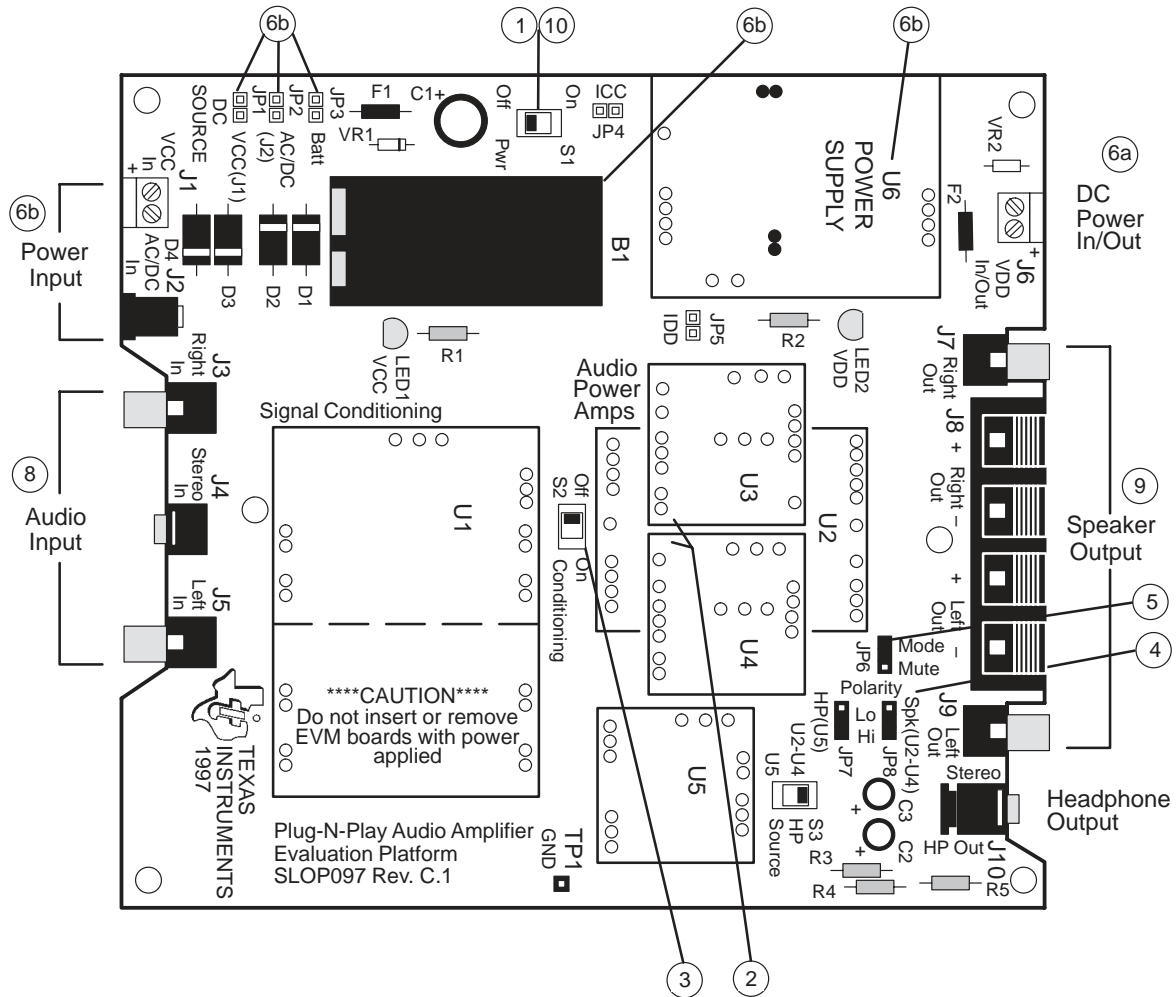 6b
1 10
6b
6b
DC
SOURCE
VCC(J1)
JP1
AC/DC
(J2)
JP2
Batt
JP3
F1
VR1
C1+
Off
On
Pwr
S1
ICC
JP4
U6
POWER
SUPPLY
VR2
F2
6a
DC
Power
In/Out
+
J6
VDD
In/Out
6b
Power
Input
In
VCC
+
J1
AC/DC
In
J2
D4
D3
D2
D1
B1
LED1
VCC
R1
IDD
JP5
R2
LED2
VDD
J3
Right
In
J7
Right
Out
Audio
Power
Amps
Signal Conditioning
8
Audio
Input
J4
Stereo
In
J5
Left
In
U1
Off
S2
On
Conditioning
U3
U2
U4
J8
+
Right
Out
−
+
Left
Out
−
9
Speaker
Output
5
4
JP6
Mode
Mute
Polarity
HP(U5)
Lo
Hi
JP7
JP8
Spk(U2-U4)
J9
Left
Out
****CAUTION****
Do not insert or remove
EVM boards with power
applied
TEXAS
INSTRUMENTS
1997
U5
U2-U4
U5
S3
HP
Source
+
C3
C2
+
Stereo
HP Out
J10
Headphone
Output
Plug-N-Play Audio Amplifier
Evaluation Platform
SLOP097 Rev. C.1
TP1
GND
R3
R4
R5
3
2